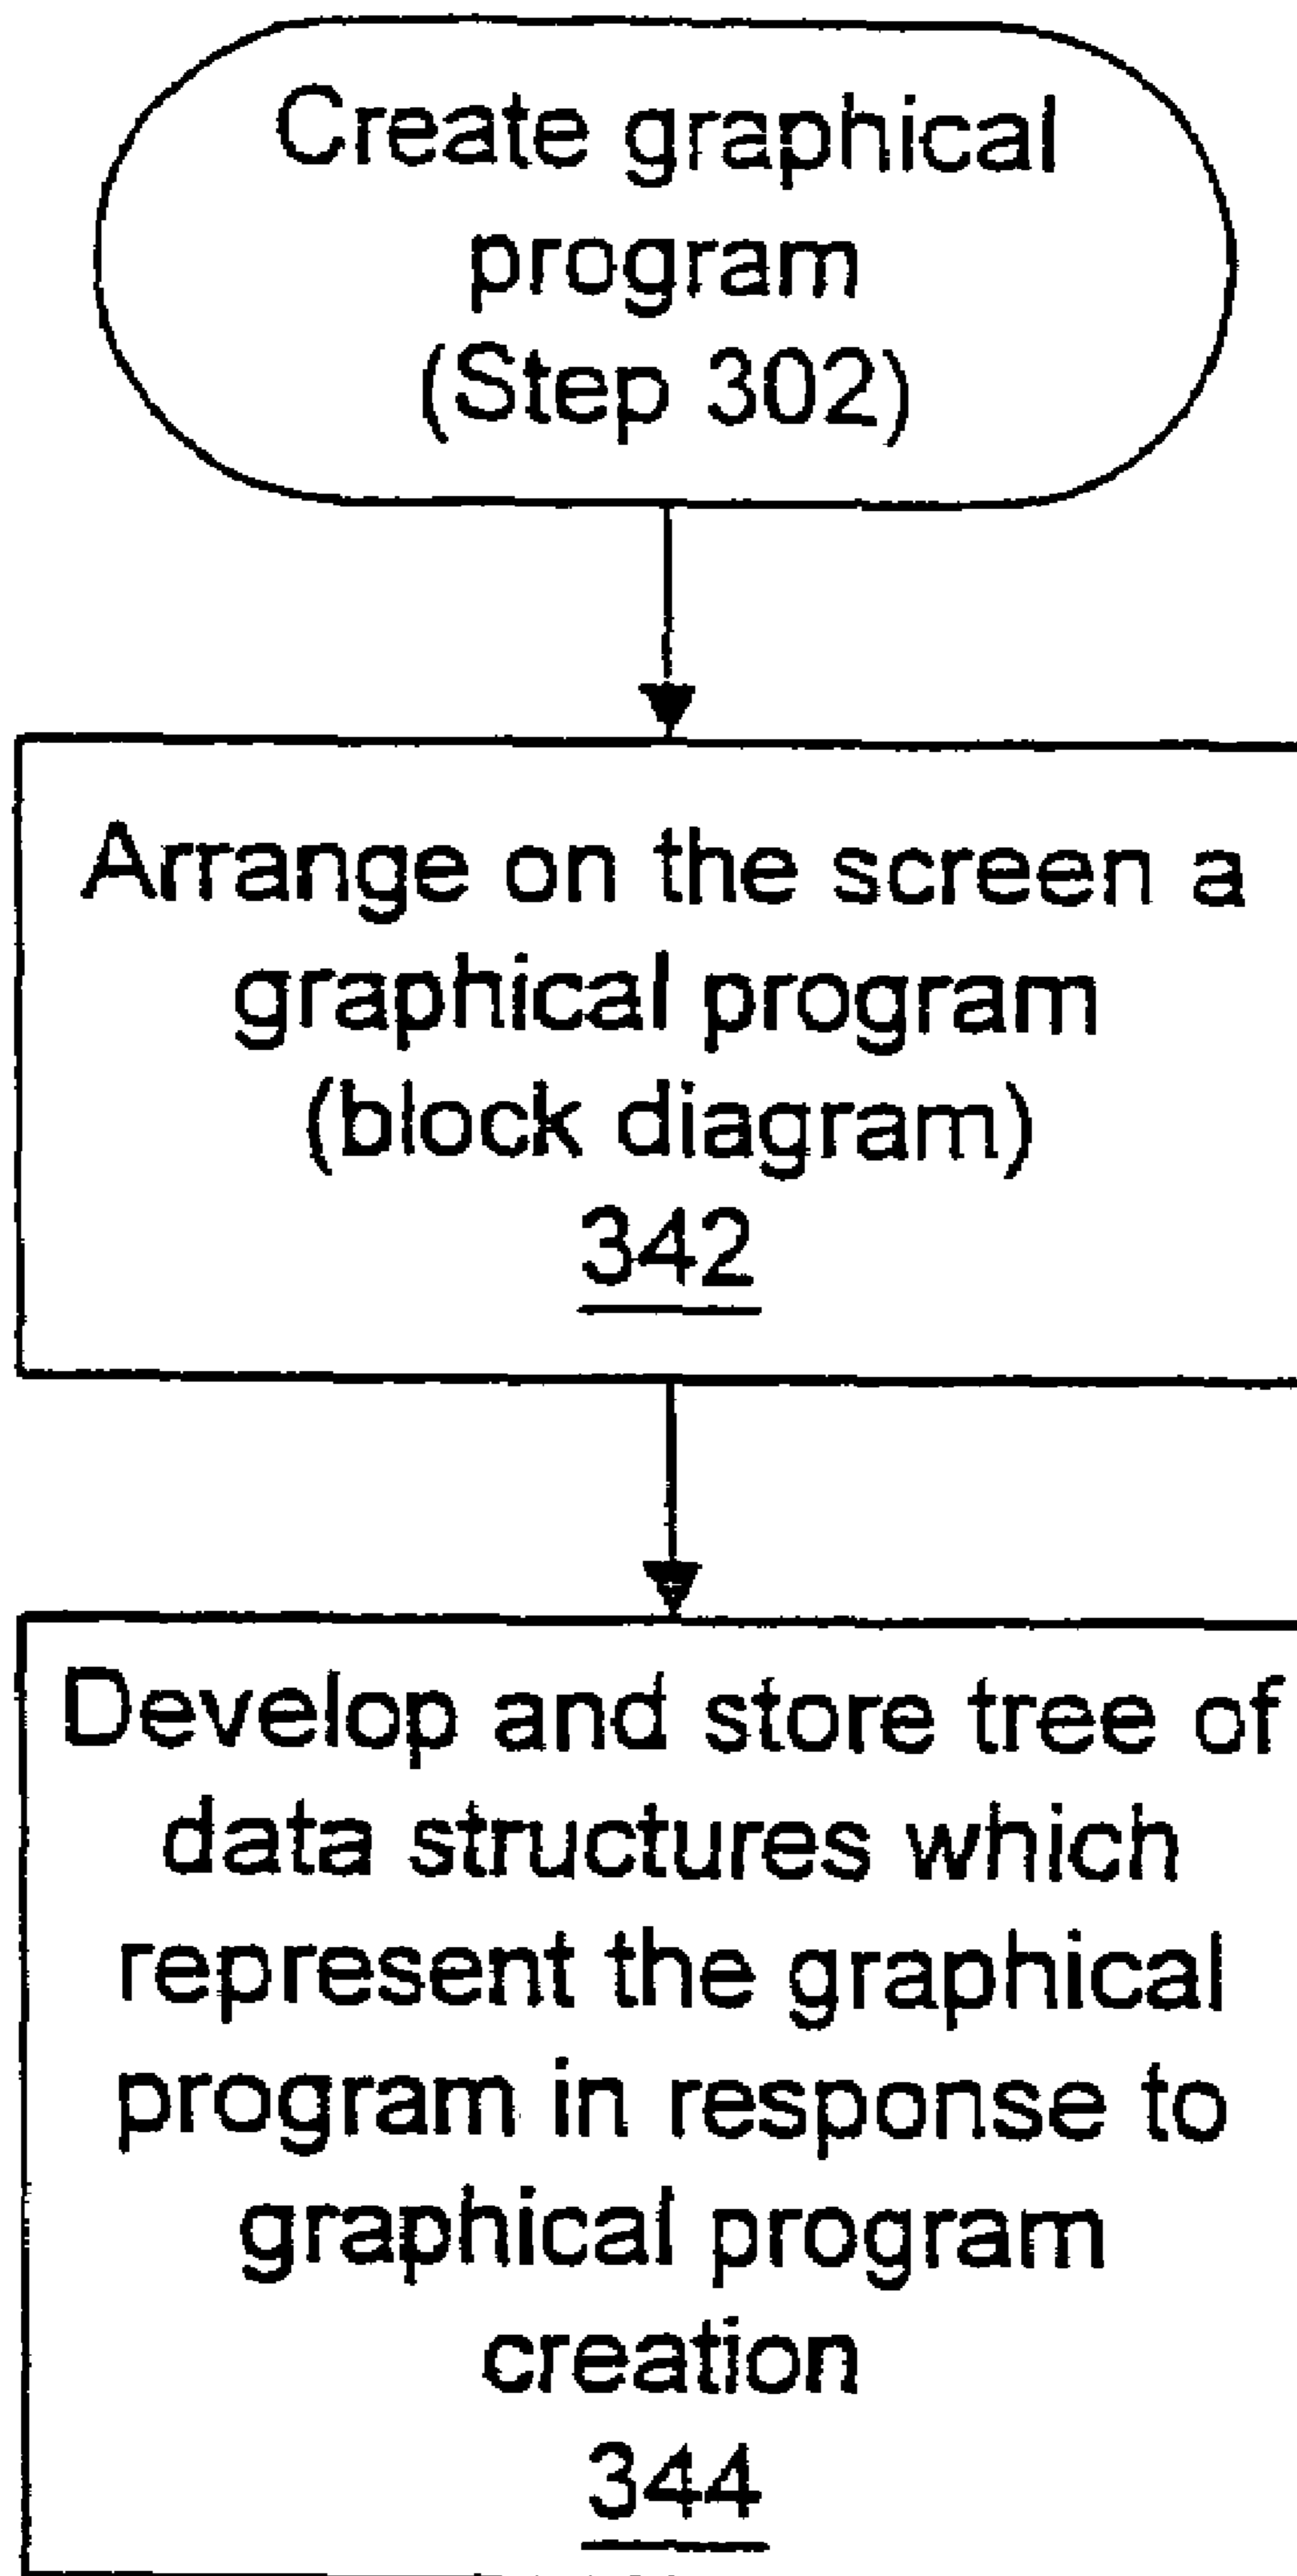 Create graphical
program
(Step 302)
Arrange on the screen a
graphical program
(block diagram)
342
Develop and store tree of
data structures which
represent the graphical
program in response to
graphical program
creation
344